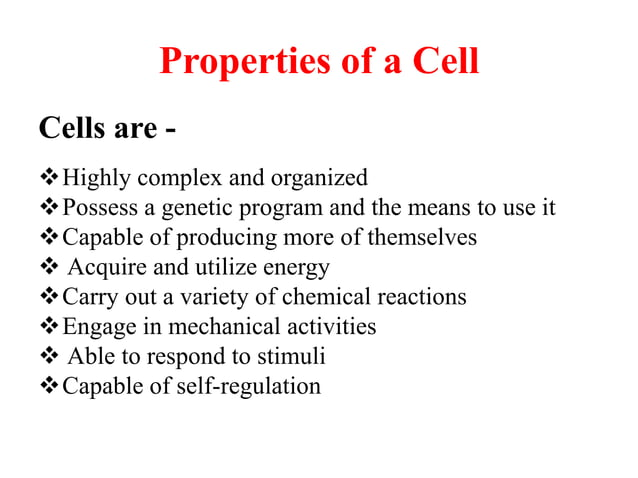 Properties of a Cell
Cells are -
❖Highly complex and organized
❖Possess a genetic program and the means to use it
❖Capable of producing more of themselves
❖ Acquire and utilize energy
❖Carry out a variety of chemical reactions
❖Engage in mechanical activities
❖ Able to respond to stimuli
❖Capable of self-regulation